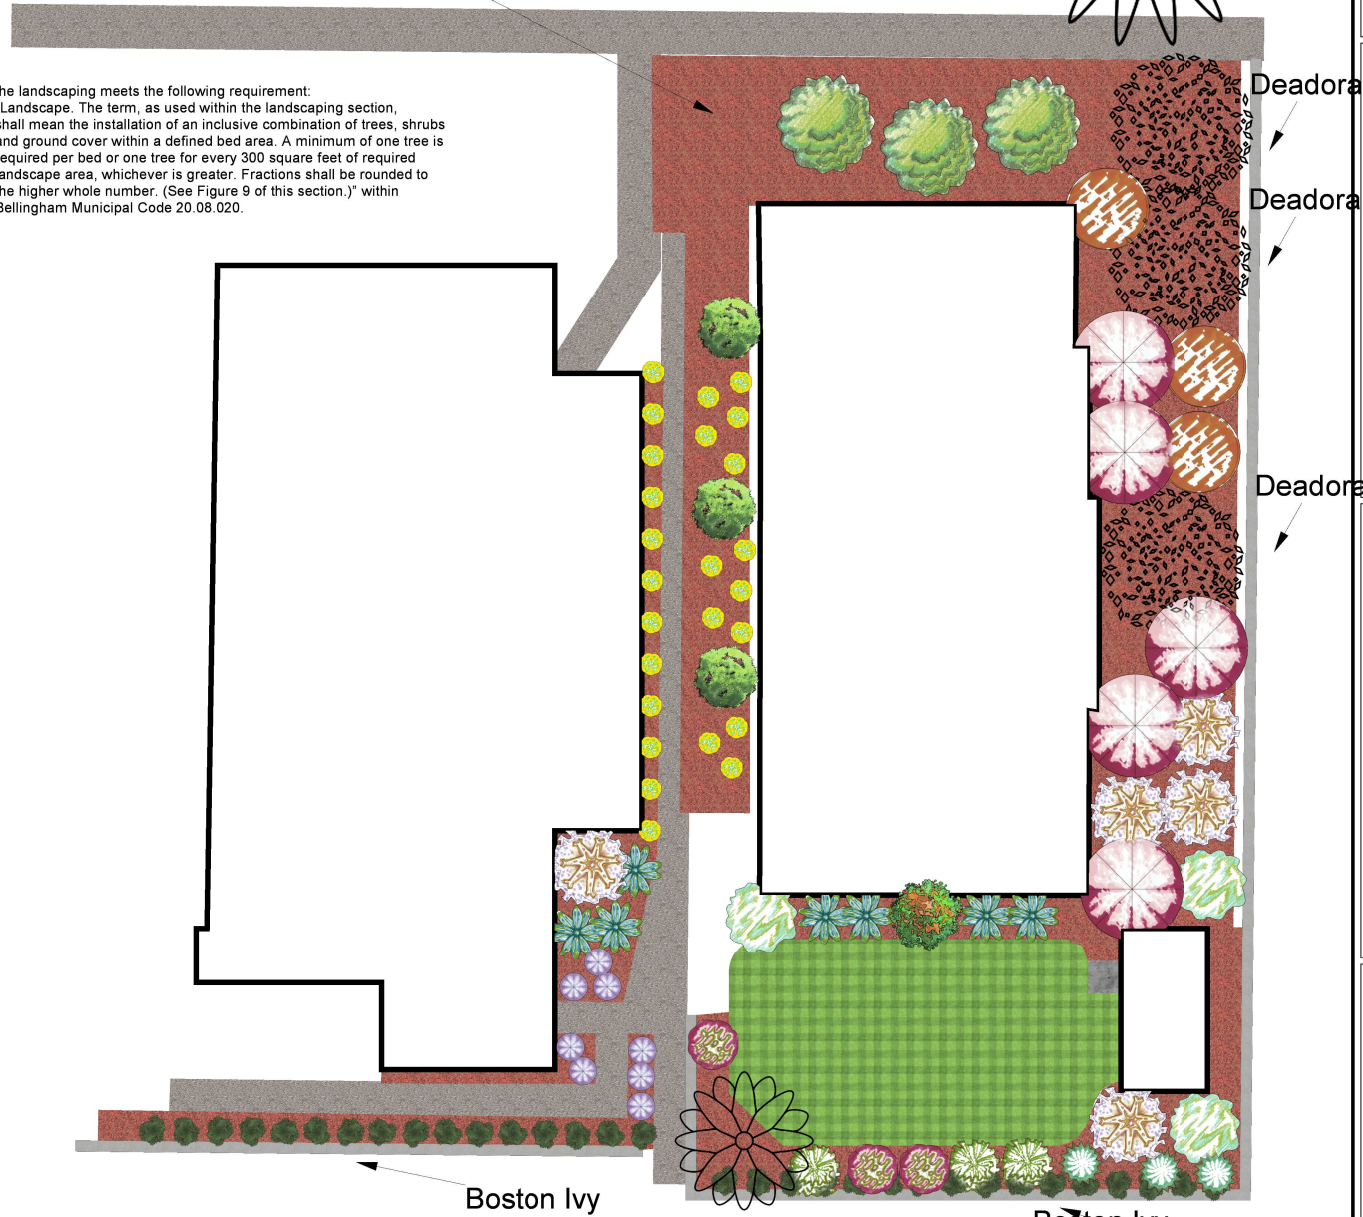 he landscaping meets the following requirement:
Landscape. The term, as used within the landscaping section,
hall mean the installation of an inclusive combination of trees, shrubs
nd ground cover within a defined bed area. A minimum of one tree is
equired per bed or one tree for every 300 square feet of required
andscape area, whichever is greater. Fractions shall be rounded to
he higher whole number. (See Figure 9 of this section.)" within
Bellingham Municipal Code 20.08.020.
Deadora
Deadora
Deadora
Boston Ivy